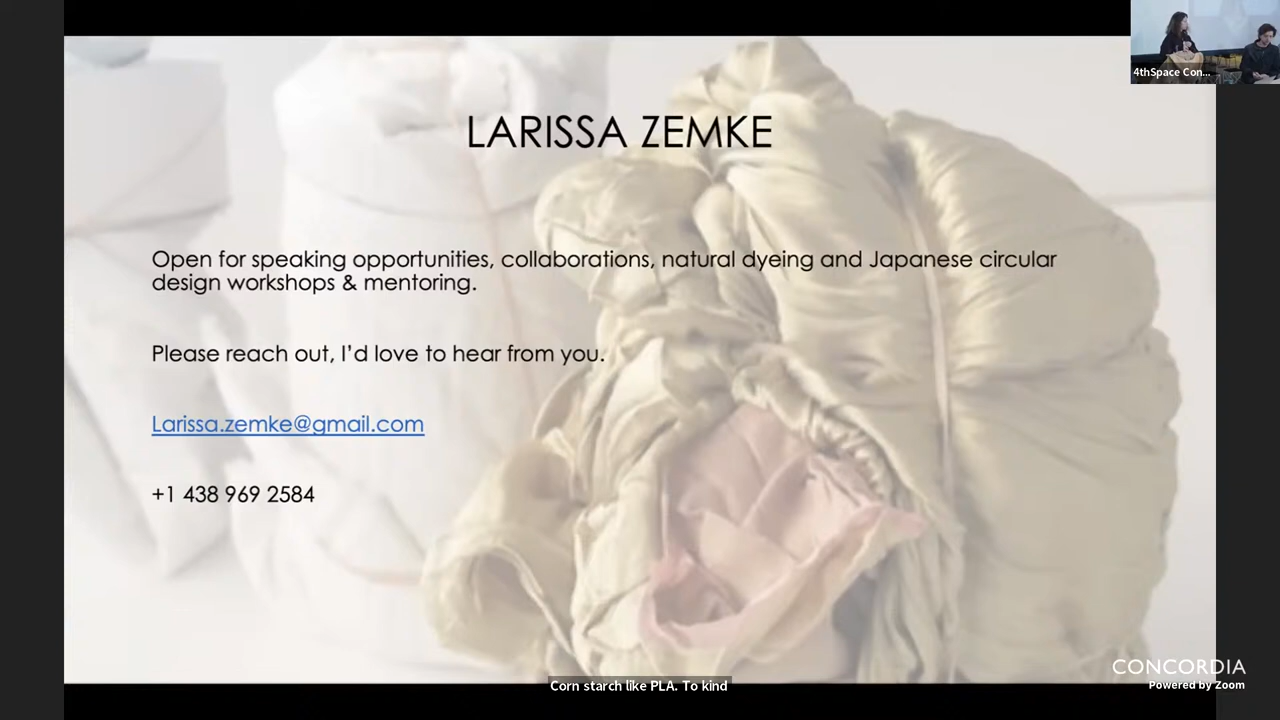 4thSpace Con...
LARISSA ZEMKE
Open for speaking opportunities, collaborations, natural dyeing and Japanese circular
design workshops & mentoring.
Please reach out, I'd love to hear from you.
Larissa.zemke@gmail.com
+1 438 969 2584
CONCORDIA
Corn starch like PLA. To kind
Powered by Zoom